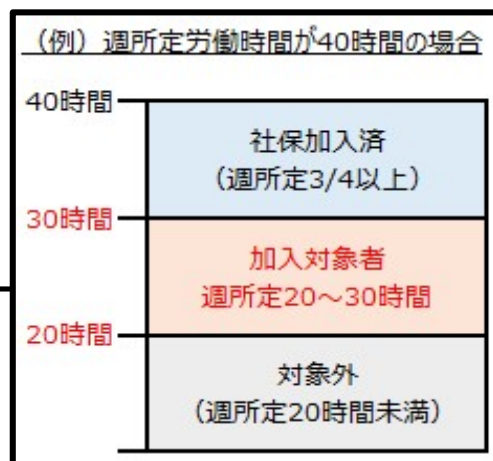 （例）週所定労働時間が40時間の場合
40時間
社保加入済
（週所定3/4以上）
30時間
加入対象者
週所定20～30時間
20時間
対象外
（週所定20時間未満）